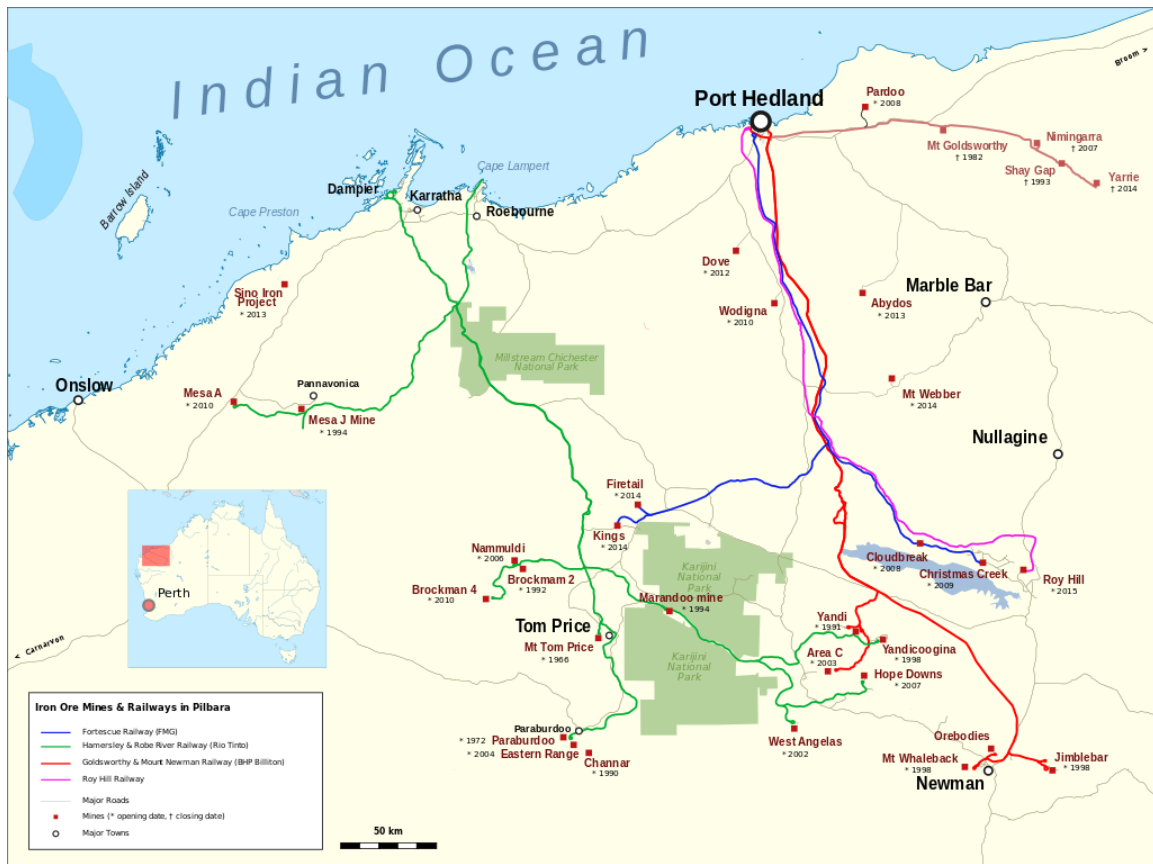 Indian Ocean
Broom >
Port Hedland
Pardoo
* 2008
Mt Goldsworthy
† 1982
Nimingarra
† 2007
Shay Gap
† 1993
Yarrie
† 2014
Barrow Island
Cape Lampert
Dampier
Karratha
Cape Preston
Roebourne
Dove
* 2012
Sino Iron
Project
* 2013
Wodigna
* 2010
Abydos
* 2013
Marble Bar
Millstream Chichester
National Park
Onslow
Mesa A
* 2010
Pannavonica
Mesa J Mine
* 1994
Mt Webber
* 2014
Nullagine
Firetail
* 2014
Kings
* 2014
Nammuldi
* 2006
Brockmam 2
* 1992
Brockman 4
* 2010
Karijini
National
Park
Marandoo mine
* 1994
Cloudbreak
* 2008
Christmas Creek
* 2009
Roy Hill
* 2015
Perth
< Carnarvon
Tom Price
Mt Tom Price
* 1966
Karijini
National
Park
Yandi
* 1991
Yandicoogina
* 1998
Area C
* 2003
Hope Downs
* 2007
Paraburdoo
* 1972 Paraburdoo
* 2004 Eastern Range
Channar
* 1990
West Angelas
* 2002
Orebodies
Mt Whaleback
* 1998
Jimblebar
* 1998
Newman
Iron Ore Mines & Railways in Pilbara
Fortescue Railway (FMG)
Hamersley & Robe River Railway (Rio Tinto)
Goldsworthy & Mount Newman Railway (BHP Billiton)
Roy Hill Railway
Major Roads
Mines (* opening date, † closing date)
Major Towns
50 km